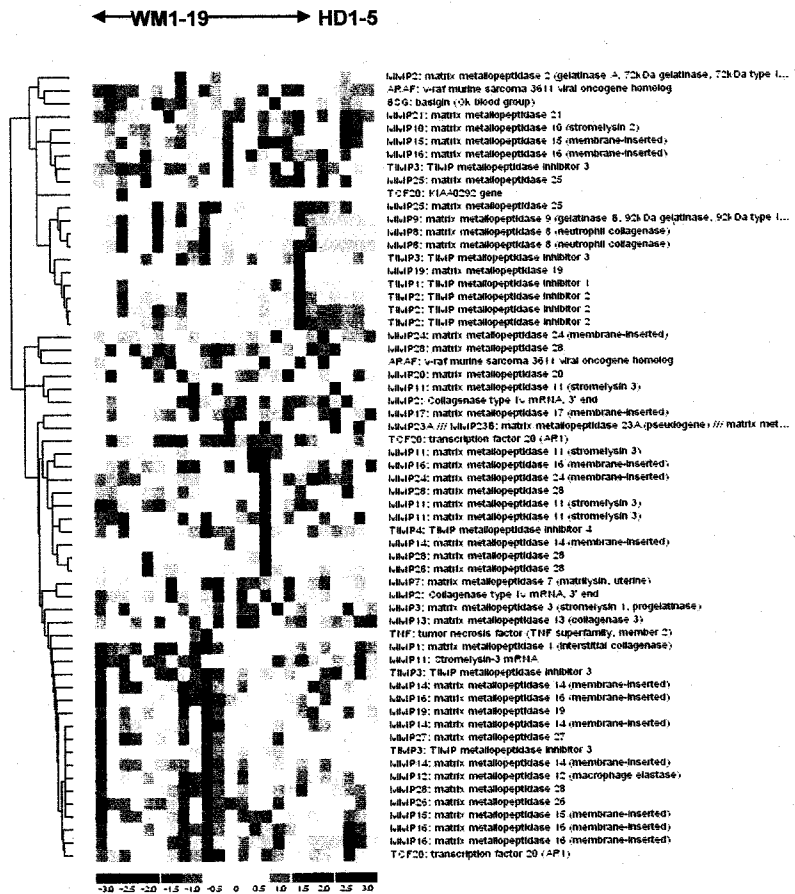 WM1-19 HD1-5
MMP2: matrix metallopeptidase 2 (gelatinase A, 72kDa gelatinase, 72kDa type I...
ARAF: v-raf murine sarcoma 3611 viral oncogene homolog
BSG: basigin (Ok blood group)
MMP21: matrix metallopeptidase 21
MMP10: matrix metallopeptidase 10 (stromelysin 2)
MMP15: matrix metallopeptidase 15 (membrane-inserted)
MMP16: matrix metallopeptidase 16 (membrane-inserted)
TIMP3: TIMP metallopeptidase inhibitor 3
MMP25: matrix metallopeptidase 25
TCF20: KIAA0292 gene
MMP25: matrix metallopeptidase 25
MMP9: matrix metallopeptidase 9 (gelatinase B, 92kDa gelatinase, 92kDa type I...
MMP8: matrix metallopeptidase 8 (neutrophil collagenase)
MMP8: matrix metallopeptidase 8 (neutrophil collagenase)
TIMP3: TIMP metallopeptidase inhibitor 3
MMP19: matrix metallopeptidase 19
TIMP1: TIMP metallopeptidase inhibitor 1
TIMP2: TIMP metallopeptidase inhibitor 2
TIMP2: TIMP metallopeptidase inhibitor 2
TIMP2: TIMP metallopeptidase inhibitor 2
MMP24: matrix metallopeptidase 24 (membrane-inserted)
MMP28: matrix metallopeptidase 28
ARAF: v-raf murine sarcoma 3611 viral oncogene homolog
MMP20: matrix metallopeptidase 20
MMP11: matrix metallopeptidase 11 (stromelysin 3)
MMP2: Collagenase type IV mRNA, 3' end
MMP17: matrix metallopeptidase 17 (membrane-inserted)
MMP23A /// MMP23B: matrix metallopeptidase 23A (pseudogene) /// matrix met...
TCF20: transcription factor 20 (AR1)
MMP11: matrix metallopeptidase 11 (stromelysin 3)
MMP16: matrix metallopeptidase 16 (membrane-inserted)
MMP24: matrix metallopeptidase 24 (membrane-inserted)
MMP28: matrix metallopeptidase 28
MMP11: matrix metallopeptidase 11 (stromelysin 3)
MMP11: matrix metallopeptidase 11 (stromelysin 3)
TIMP4: TIMP metallopeptidase inhibitor 4
MMP14: matrix metallopeptidase 14 (membrane-inserted)
MMP28: matrix metallopeptidase 28
MMP28: matrix metallopeptidase 28
MMP7: matrix metallopeptidase 7 (matrilysin, uterine)
MMP2: Collagenase type IV mRNA, 3' end
MMP3: matrix metallopeptidase 3 (stromelysin 1, progelatinase)
MMP13: matrix metallopeptidase 13 (collagenase 3)
TNF: tumor necrosis factor (TNF superfamily, member 2)
MMP1: matrix metallopeptidase 1 (interstitial collagenase)
MMP11: Stromelysin-3 mRNA
TIMP3: TIMP metallopeptidase inhibitor 3
MMP14: matrix metallopeptidase 14 (membrane-inserted)
MMP16: matrix metallopeptidase 16 (membrane-inserted)
MMP19: matrix metallopeptidase 19
MMP14: matrix metallopeptidase 14 (membrane-inserted)
MMP27: matrix metallopeptidase 27
TIMP3: TIMP metallopeptidase inhibitor 3
MMP14: matrix metallopeptidase 14 (membrane-inserted)
MMP12: matrix metallopeptidase 12 (macrophage elastase)
MMP28: matrix metallopeptidase 28
MMP26: matrix metallopeptidase 26
MMP15: matrix metallopeptidase 15 (membrane-inserted)
MMP16: matrix metallopeptidase 16 (membrane-inserted)
MMP16: matrix metallopeptidase 16 (membrane-inserted)
TCF20: transcription factor 20 (AR1)
-3.0 -2.5 -2.0 -1.5 -1.0 -0.5 0 0.5 1.0 1.5 2.0 2.5 3.0